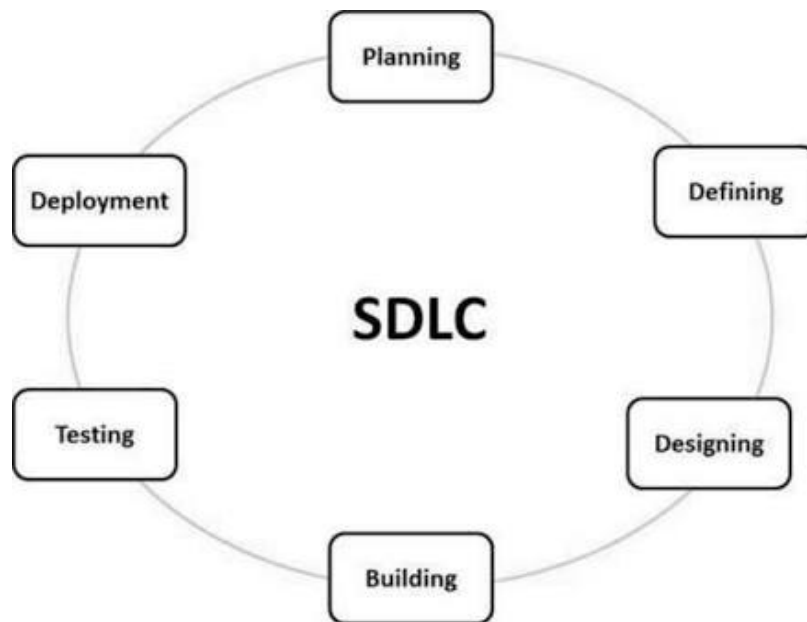 Planning
Defining
Deployment
SDLC
Designing
Testing
Building